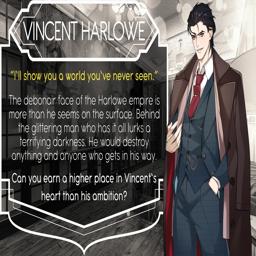 VINCENT HARLOWE
"I'll show you a world you've never seen."
The debonair face of the Harlowe empire is
more than he seems on the surface. Behind
the glittering man who has it all lurks a
terrifying darkness. He would destroy
anything and anyone who gets in his way.
Can you earn a higher place in Vincent's
heart than his ambition?